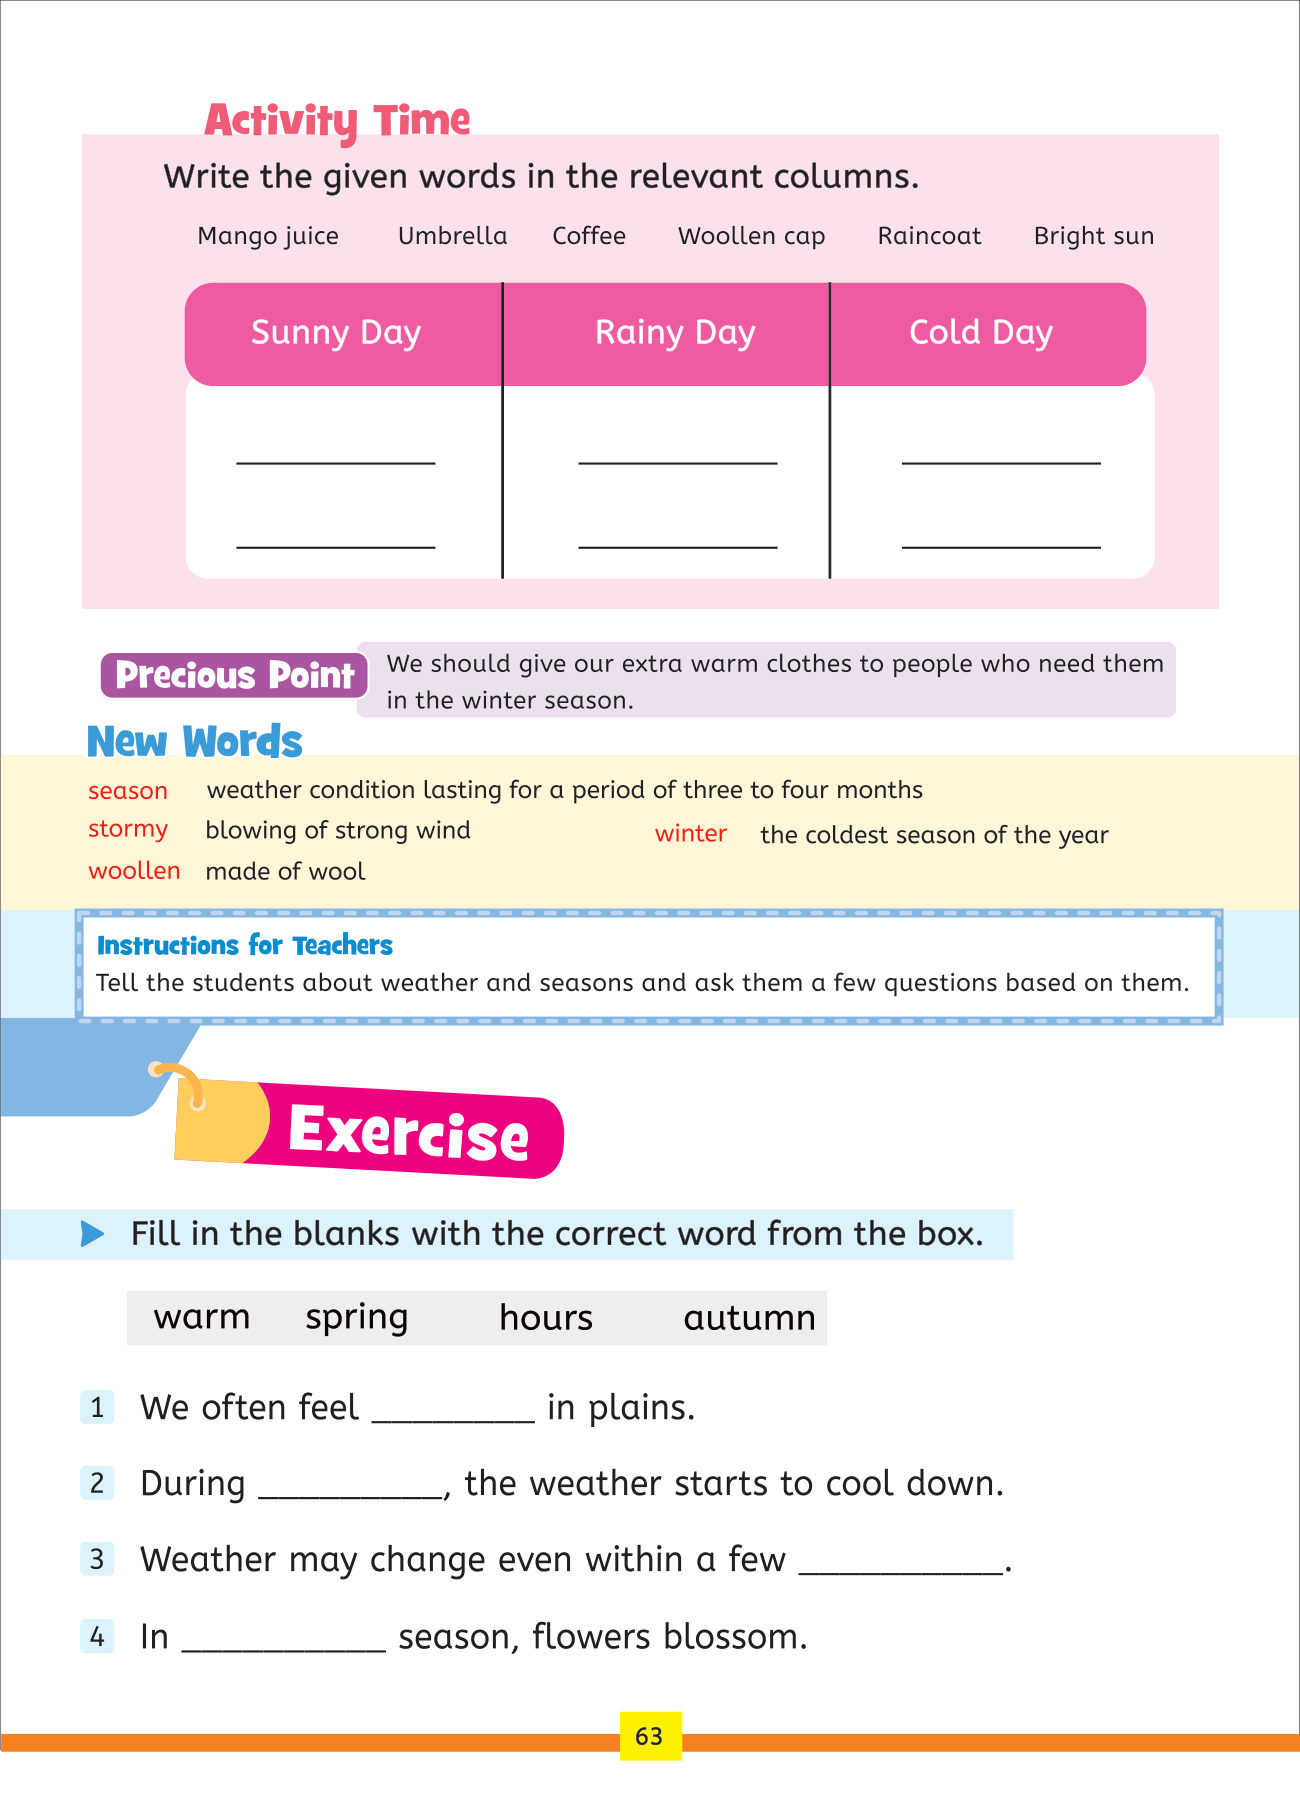 Activity Time
Write the given words in the relevant columns.
Mango juice Umbrella Coffee Woollen cap Raincoat Bright sun
Sunny Day Rainy Day Cold Day
Precious Point
We should give our extra warm clothes to people who need them
in the winter season.
New Words
season weather condition lasting for a period of three to four months
stormy blowing of strong wind winter the coldest season of the year
woollen made of wool
Instructions for Teachers
Tell the students about weather and seasons and ask them a few questions based on them.
Exercise
Fill in the blanks with the correct word from the box.
warm spring hours autumn
1 We often feel ________ in plains.
2 During _________, the weather starts to cool down.
3 Weather may change even within a few __________.
4 In __________ season, flowers blossom.
63